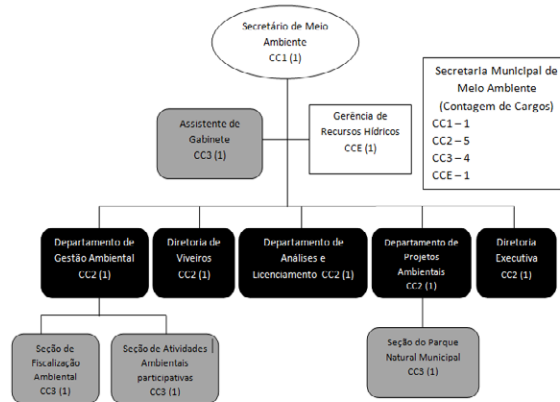 Secretário de Meio
Ambiente
CC1 (1)
Secretaria Municipal de
Meio Ambiente
(Contagem de Cargos)
CC1 – 1
CC2 – 5
CC3 – 4
CCE – 1
Assistente de
Gabinete
CC3 (1)
Gerência de
Recursos Hídricos
CCE (1)
Departamento de
Gestão Ambiental
CC2 (1)
Diretoria de
Viveiros
CC2 (1)
Departamento de
Análises e
Licenciamento CC2 (1)
Departamento de
Projetos
Ambientais
CC2 (1)
Diretoria
Executiva
CC2 (1)
Seção de
Fiscalização
Ambiental
CC3 (1)
Seção de Atividades
Ambientais
participativas
CC3 (1)
Seção do Parque
Natural Municipal
CC3 (1)